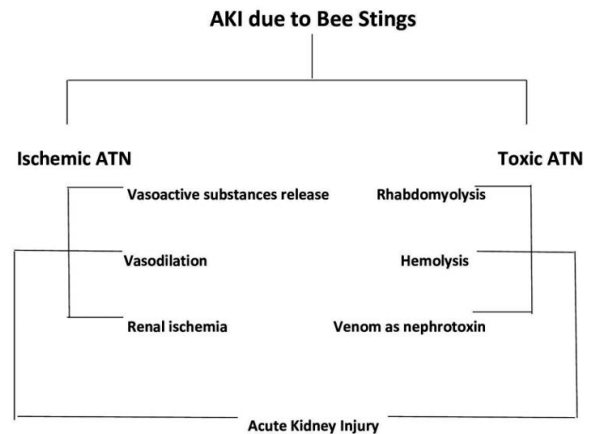 AKI due to Bee Stings
Ischemic ATN
Toxic ATN
Vasoactive substances release
Rhabdomyolysis
Vasodilation
Hemolysis
Renal ischemia
Venom as nephrotoxin
Acute Kidney Injury